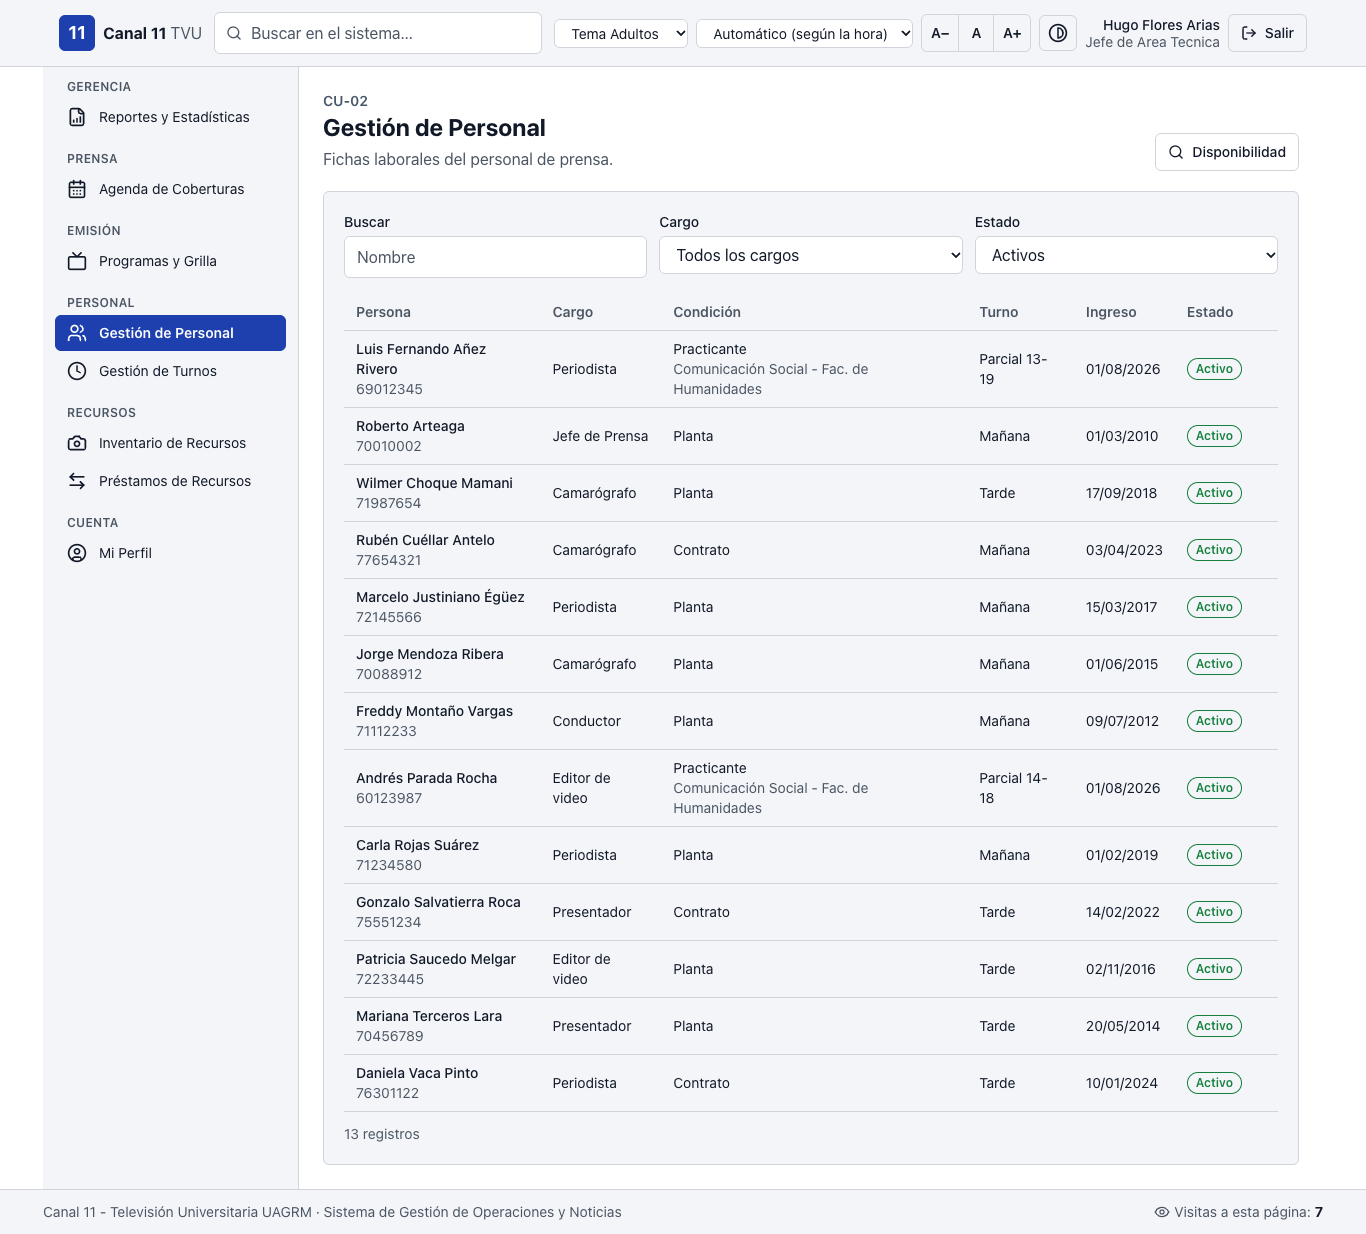 11 Canal 11 TVU
Buscar en el sistema...
Tema Adultos
Automático (según la hora)
A− A A+
Hugo Flores Arias
Jefe de Area Tecnica
Salir
GERENCIA
Reportes y Estadísticas
PRENSA
Agenda de Coberturas
EMISIÓN
Programas y Grilla
PERSONAL
Gestión de Personal
Gestión de Turnos
RECURSOS
Inventario de Recursos
Préstamos de Recursos
CUENTA
Mi Perfil
CU-02
Gestión de Personal
Fichas laborales del personal de prensa.
Disponibilidad
Buscar Cargo Estado
Nombre Todos los cargos Activos
Persona Cargo Condición Turno Ingreso Estado
Luis Fernando Añez
Rivero
69012345
Periodista
Practicante
Comunicación Social - Fac. de
Humanidades
Parcial 13-
19
01/08/2026
Activo
Roberto Arteaga
70010002
Jefe de Prensa Planta Mañana 01/03/2010 Activo
Wilmer Choque Mamani
71987654
Camarógrafo Planta Tarde 17/09/2018 Activo
Rubén Cuéllar Antelo
77654321
Camarógrafo Contrato Mañana 03/04/2023 Activo
Marcelo Justiniano Égüez
72145566
Periodista Planta Mañana 15/03/2017 Activo
Jorge Mendoza Ribera
70088912
Camarógrafo Planta Mañana 01/06/2015 Activo
Freddy Montaño Vargas
71112233
Conductor Planta Mañana 09/07/2012 Activo
Andrés Parada Rocha
60123987
Editor de
video
Practicante
Comunicación Social - Fac. de
Humanidades
Parcial 14-
18
01/08/2026
Activo
Carla Rojas Suárez
71234580
Periodista Planta Mañana 01/02/2019 Activo
Gonzalo Salvatierra Roca
75551234
Presentador Contrato Tarde 14/02/2022 Activo
Patricia Saucedo Melgar
72233445
Editor de
video
Planta Tarde 02/11/2016 Activo
Mariana Terceros Lara
70456789
Presentador Planta Tarde 20/05/2014 Activo
Daniela Vaca Pinto
76301122
Periodista Contrato Tarde 10/01/2024 Activo
13 registros
Canal 11 - Televisión Universitaria UAGRM · Sistema de Gestión de Operaciones y Noticias
Visitas a esta página: 7